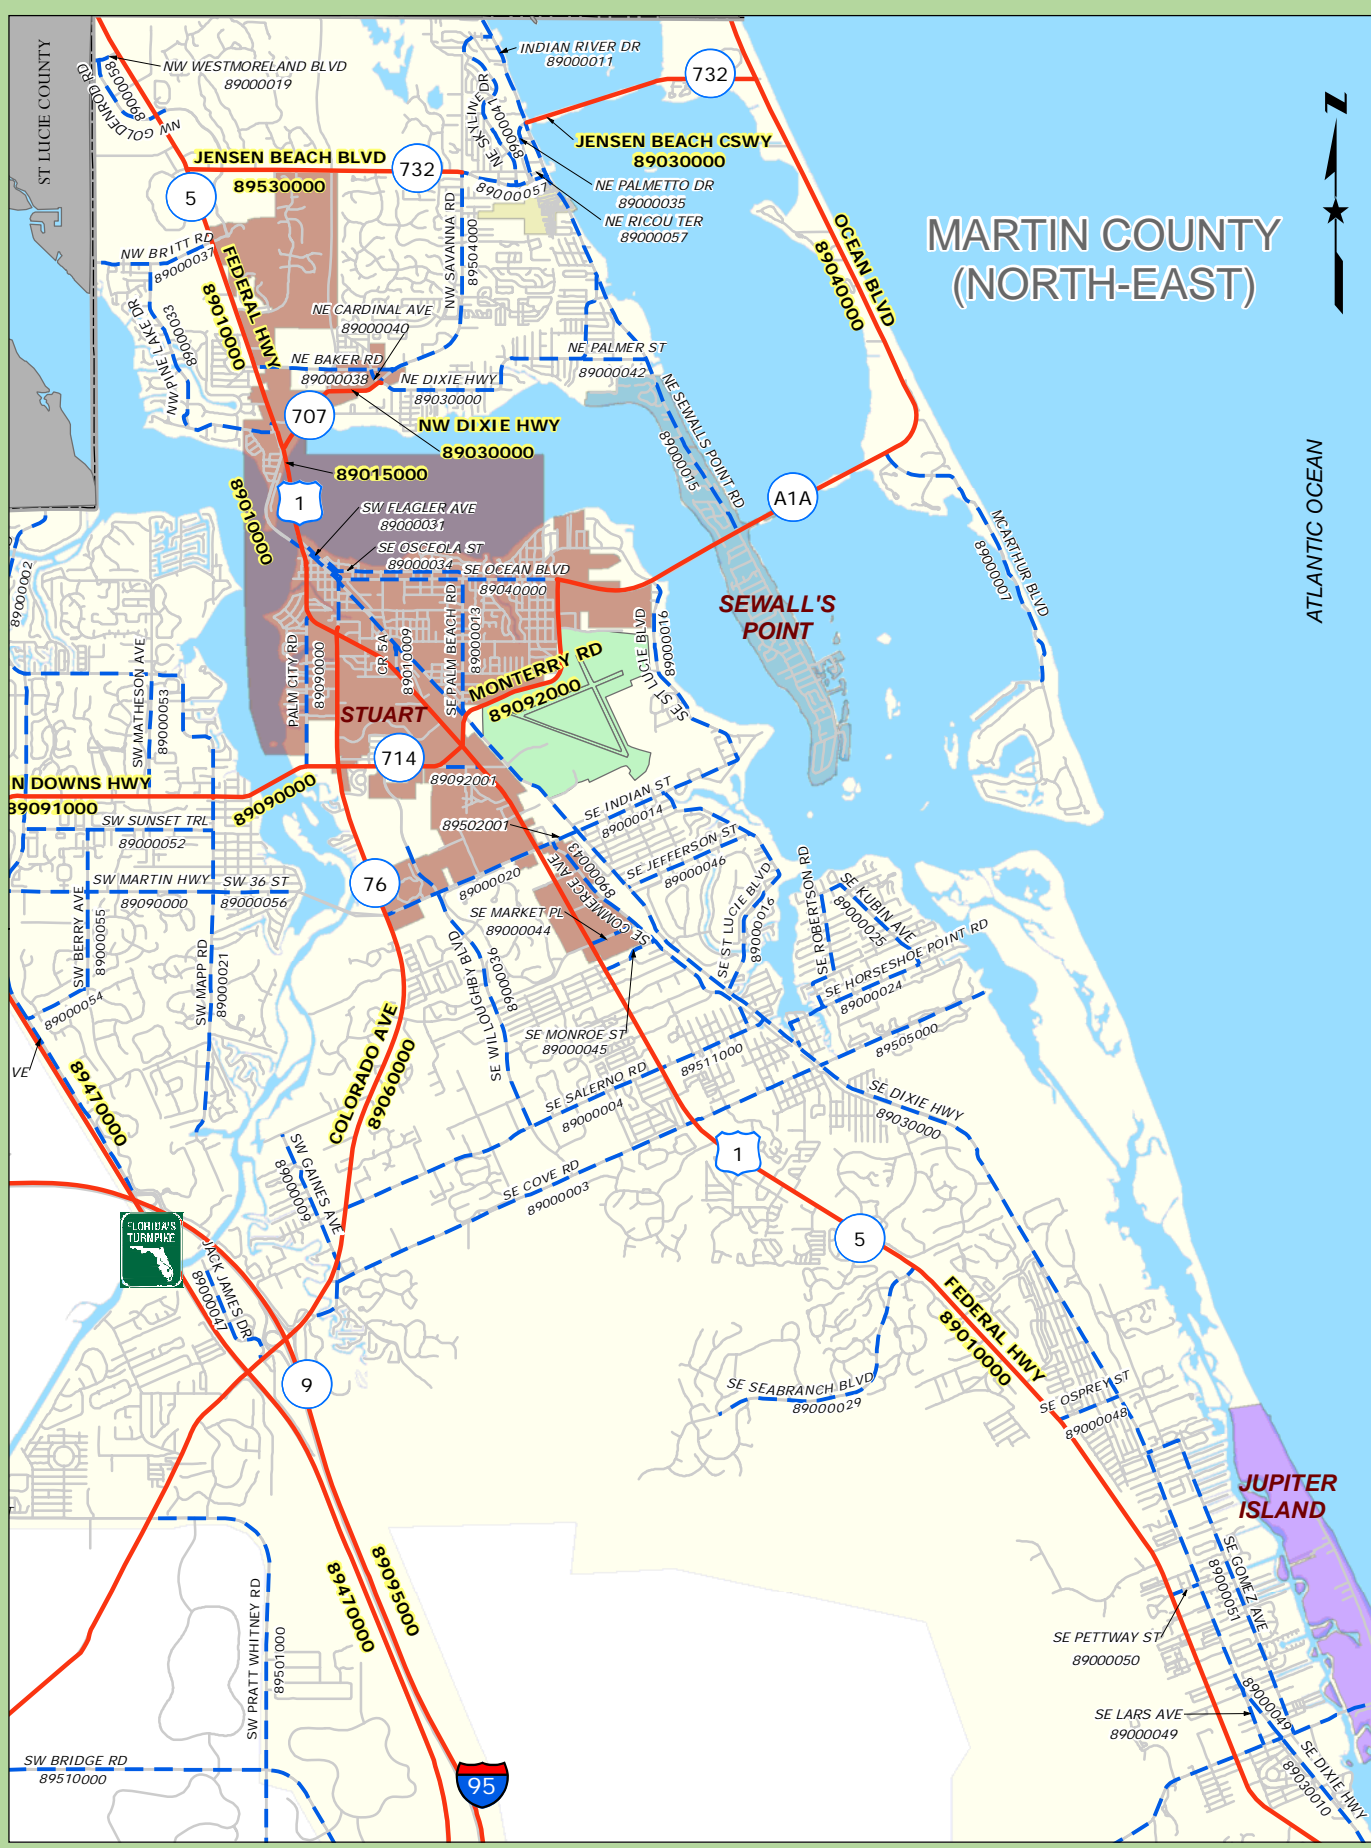 INDIAN RIVER DR
89000011
732
ST LUCIE COUNTY
NW WESTMORELAND BLVD
89000019
89000058
NW GOLDENROD RD
NE SKYLINE DR
89000041
JENSEN BEACH CSWY
89030000
JENSEN BEACH BLVD
732
89530000
89000057
NE PALMETTO DR
89000035
NE RICOU TER
89000057
5
MARTIN COUNTY
(NORTH-EAST)
OCEAN BLVD
89040000
NW BRITT RD
89000037
NW SAVANNA RD
89504000
FEDERAL HWY
89010000
NW PINE LAKE DR
89000033
NE CARDINAL AVE
89000040
NE BAKER RD
89000038
NE PALMER ST
89000042
NE DIXIE HWY
89030000
707
NW DIXIE HWY
89030000
NE SEWALLS POINT RD
89000015
ATLANTIC OCEAN
89015000
89010000
1
A1A
SW FLAGLER AVE
89000031
SE OSCEOLA ST
89000034
SE OCEAN BLVD
89040000
MCARTHUR BLVD
89000007
89000002
SEWALL'S
POINT
PALM CITY RD
89090000
CR 5A
89010009
SE PALM BEACH RD
89000013
SE ST LUCIE BLVD
89000016
MONTERRY RD
89092000
SW MATHESON AVE
89000053
STUART
714
89092001
N DOWNS HWY
89091000
89090000
SE INDIAN ST
89000014
SW SUNSET TRL
89000052
89502001
SE JEFFERSON ST
89000046
SE COMMERCE AVE
89000043
SW MARTIN HWY
89090000
SW 36 ST
89000056
76
89000020
SE ST LUCIE BLVD
89000016
SE ROBERTSON RD
SE KUBIN AVE
89000025
SW BERRY AVE
89000055
SE MARKET PL
89000044
SE HORSESHOE POINT RD
89000024
SW MAPP RD
89000021
89000054
SE WILLOUGHBY BLVD
89000036
SE MONROE ST
89000045
89505000
VE
89470000
COLORADO AVE
89060000
SE SALERNO RD
89000004
89511000
SE DIXIE HWY
89030000
SW GAINES AVE
89000009
SE COVE RD
89000003
1
FLORIDA'S
TURNPIKE
JACK JAMES DR
89000047
5
FEDERAL HWY
89010000
9
SE SEABRANCH BLVD
89000029
SE OSPREY ST
89000048
JUPITER
ISLAND
89095000
89470000
SW PRATT WHITNEY RD
89501000
SE GOMEZ AVE
89000051
SE PETTWAY ST
89000050
SE LARS AVE
89000049
89000049
SE DIXIE HWY
89030010
SW BRIDGE RD
89510000
95